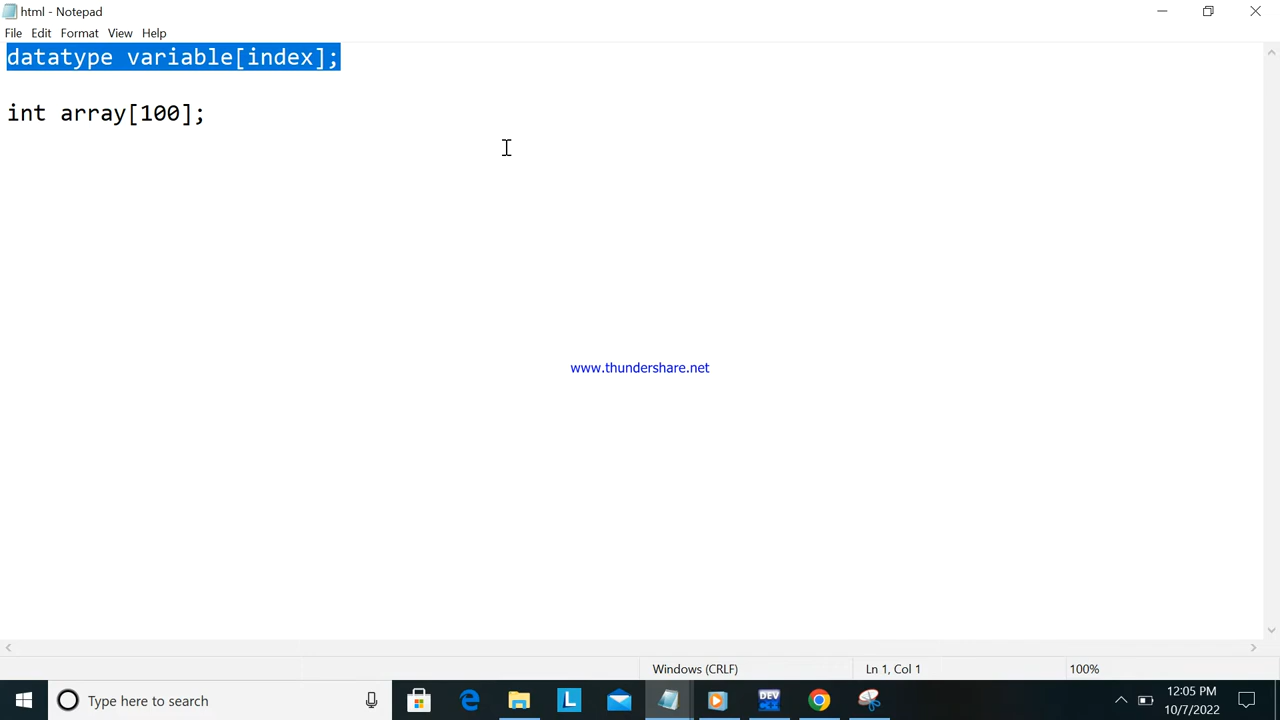 html - Notepad
File Edit Format View Help
datatype variable[index];
int array[100];
www.thundershare.net
Windows (CRLF) Ln 1, Col 1 100%
Type here to search
L
DEV
C++
12:05 PM
10/7/2022